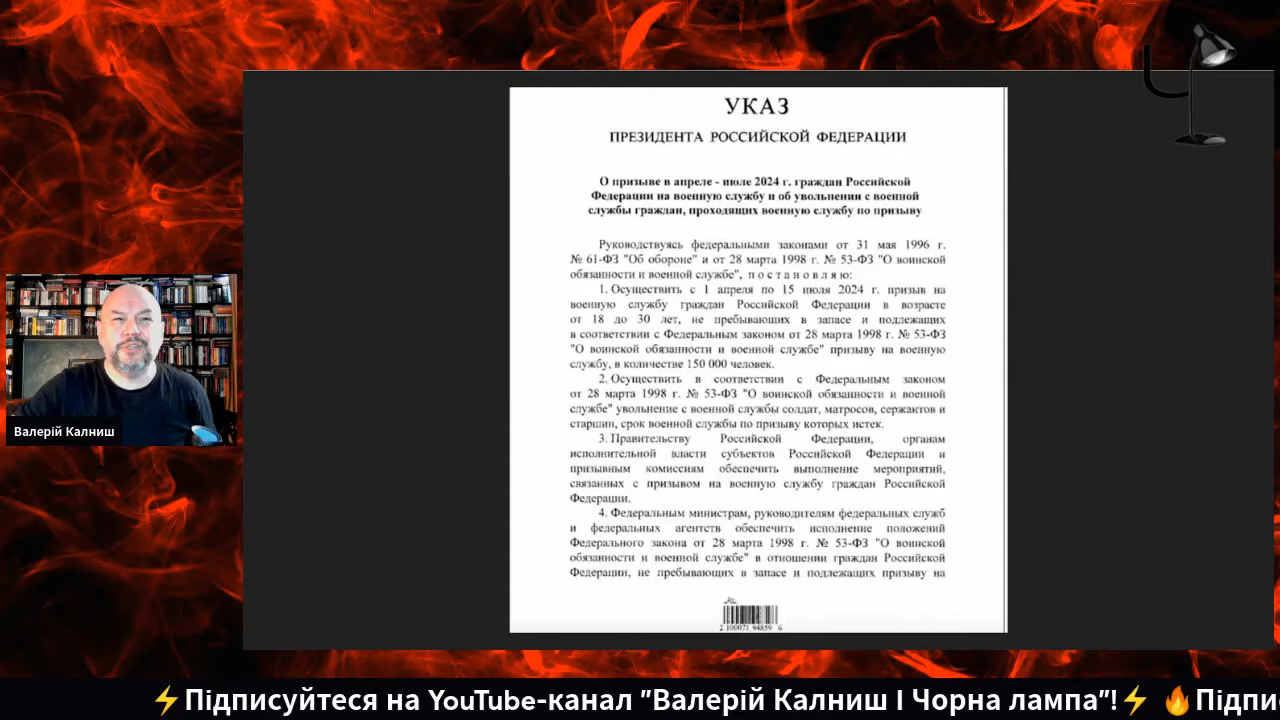 УКАЗ
ПРЕЗИДЕНТА РОССИЙСКОЙ ФЕДЕРАЦИИ
О призыве в апреле - июле 2024 г. граждан Российской
Федерации на военную службу и об увольнении с военной
службы граждан, проходящих военную службу по призыву
Руководствуясь федеральными законами от 31 мая 1996 г.
№ 61-ФЗ "Об обороне" и от 28 марта 1998 г. № 53-ФЗ "О воинской
обязанности и военной службе", п о с т а н о в л я ю:
1. Осуществить с 1 апреля по 15 июля 2024 г. призыв на
военную службу граждан Российской Федерации в возрасте
от 18 до 30 лет, не пребывающих в запасе и подлежащих
в соответствии с Федеральным законом от 28 марта 1998 г. № 53-ФЗ
"О воинской обязанности и военной службе" призыву на военную
службу, в количестве 150 000 человек.
2. Осуществить в соответствии с Федеральным законом
от 28 марта 1998 г. № 53-ФЗ "О воинской обязанности и военной
службе" увольнение с военной службы солдат, матросов, сержантов и
старшин, срок военной службы по призыву которых истек.
3. Правительству Российской Федерации, органам
исполнительной власти субъектов Российской Федерации и
призывным комиссиям обеспечить выполнение мероприятий,
связанных с призывом на военную службу граждан Российской
Федерации.
4. Федеральным министрам, руководителям федеральных служб
и федеральных агентств обеспечить исполнение положений
Федерального закона от 28 марта 1998 г. № 53-ФЗ "О воинской
обязанности и военной службе" в отношении граждан Российской
Федерации, не пребывающих в запасе и подлежащих призыву на
2 100071 94859 6
Валерій Калниш
⚡Підписуйтеся на YouTube-канал "Валерій Калниш І Чорна лампа"!⚡ 🔥Підпи